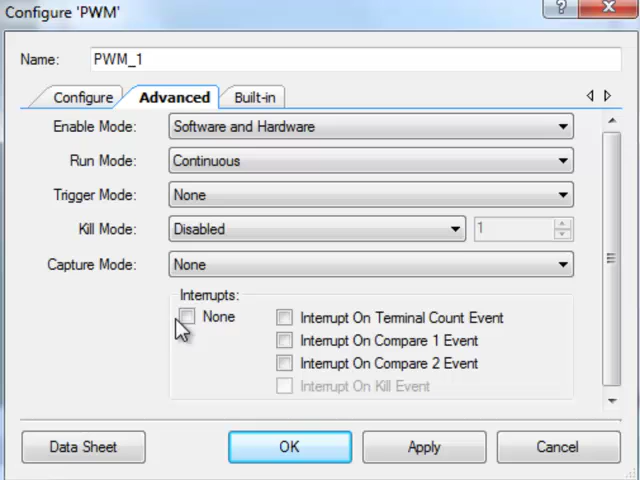 Configure 'PWM'
?
Name: PWM_1
Configure Advanced Built-in
Enable Mode: Software and Hardware
Run Mode: Continuous
Trigger Mode: None
Kill Mode: Disabled 1
Capture Mode: None
Interrupts:
None Interrupt On Terminal Count Event
Interrupt On Compare 1 Event
Interrupt On Compare 2 Event
Interrupt On Kill Event
Data Sheet OK Apply Cancel